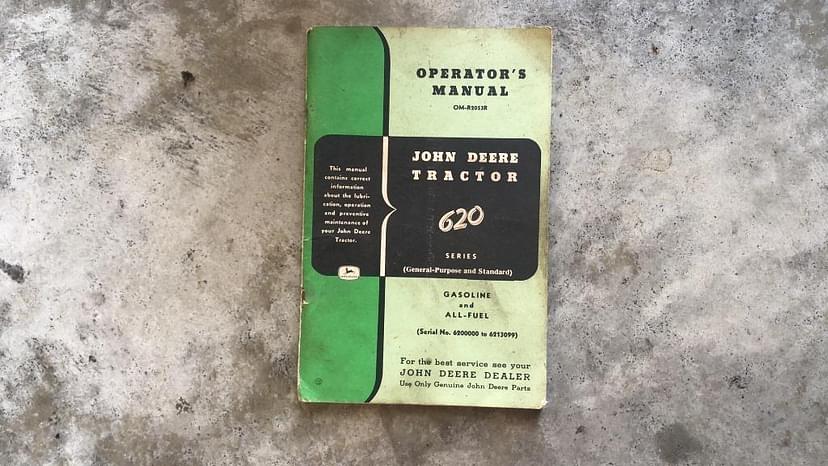 OPERATOR'S
MANUAL
OM-R2053R
This manual
contains correct
information
about the lubri-
cation, operation
and preventive
maintenance of
your John Deere
Tractor.
JOHN DEERE
TRACTOR
620
SERIES
(General-Purpose and Standard)
GASOLINE
and
ALL-FUEL
(Serial No. 6200000 to 6213099)
For the best service see your
JOHN DEERE DEALER
Use Only Genuine John Deere Parts